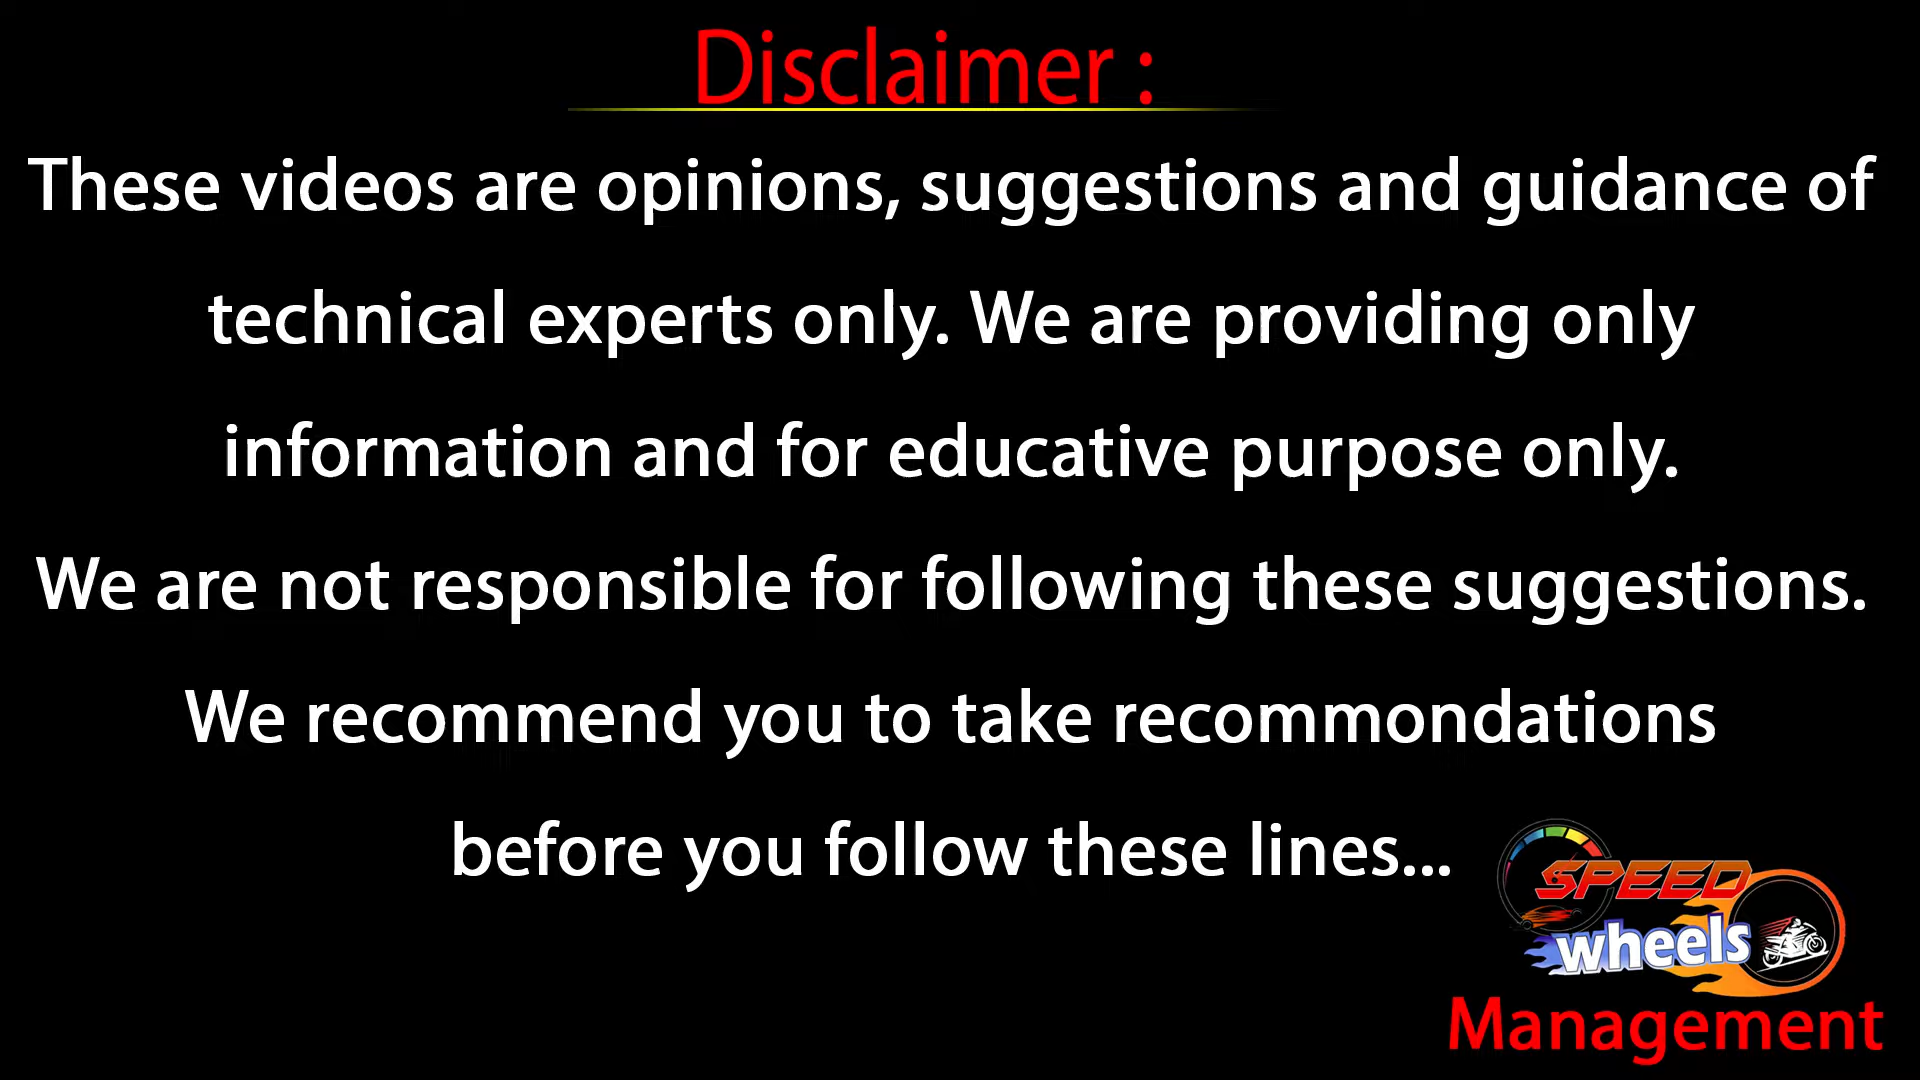 Disclaimer :
These videos are opinions, suggestions and guidance of
technical experts only. We are providing only
information and for educative purpose only.
We are not responsible for following these suggestions.
We recommend you to take recommondations
before you follow these lines...
SPEED
wheels
Management